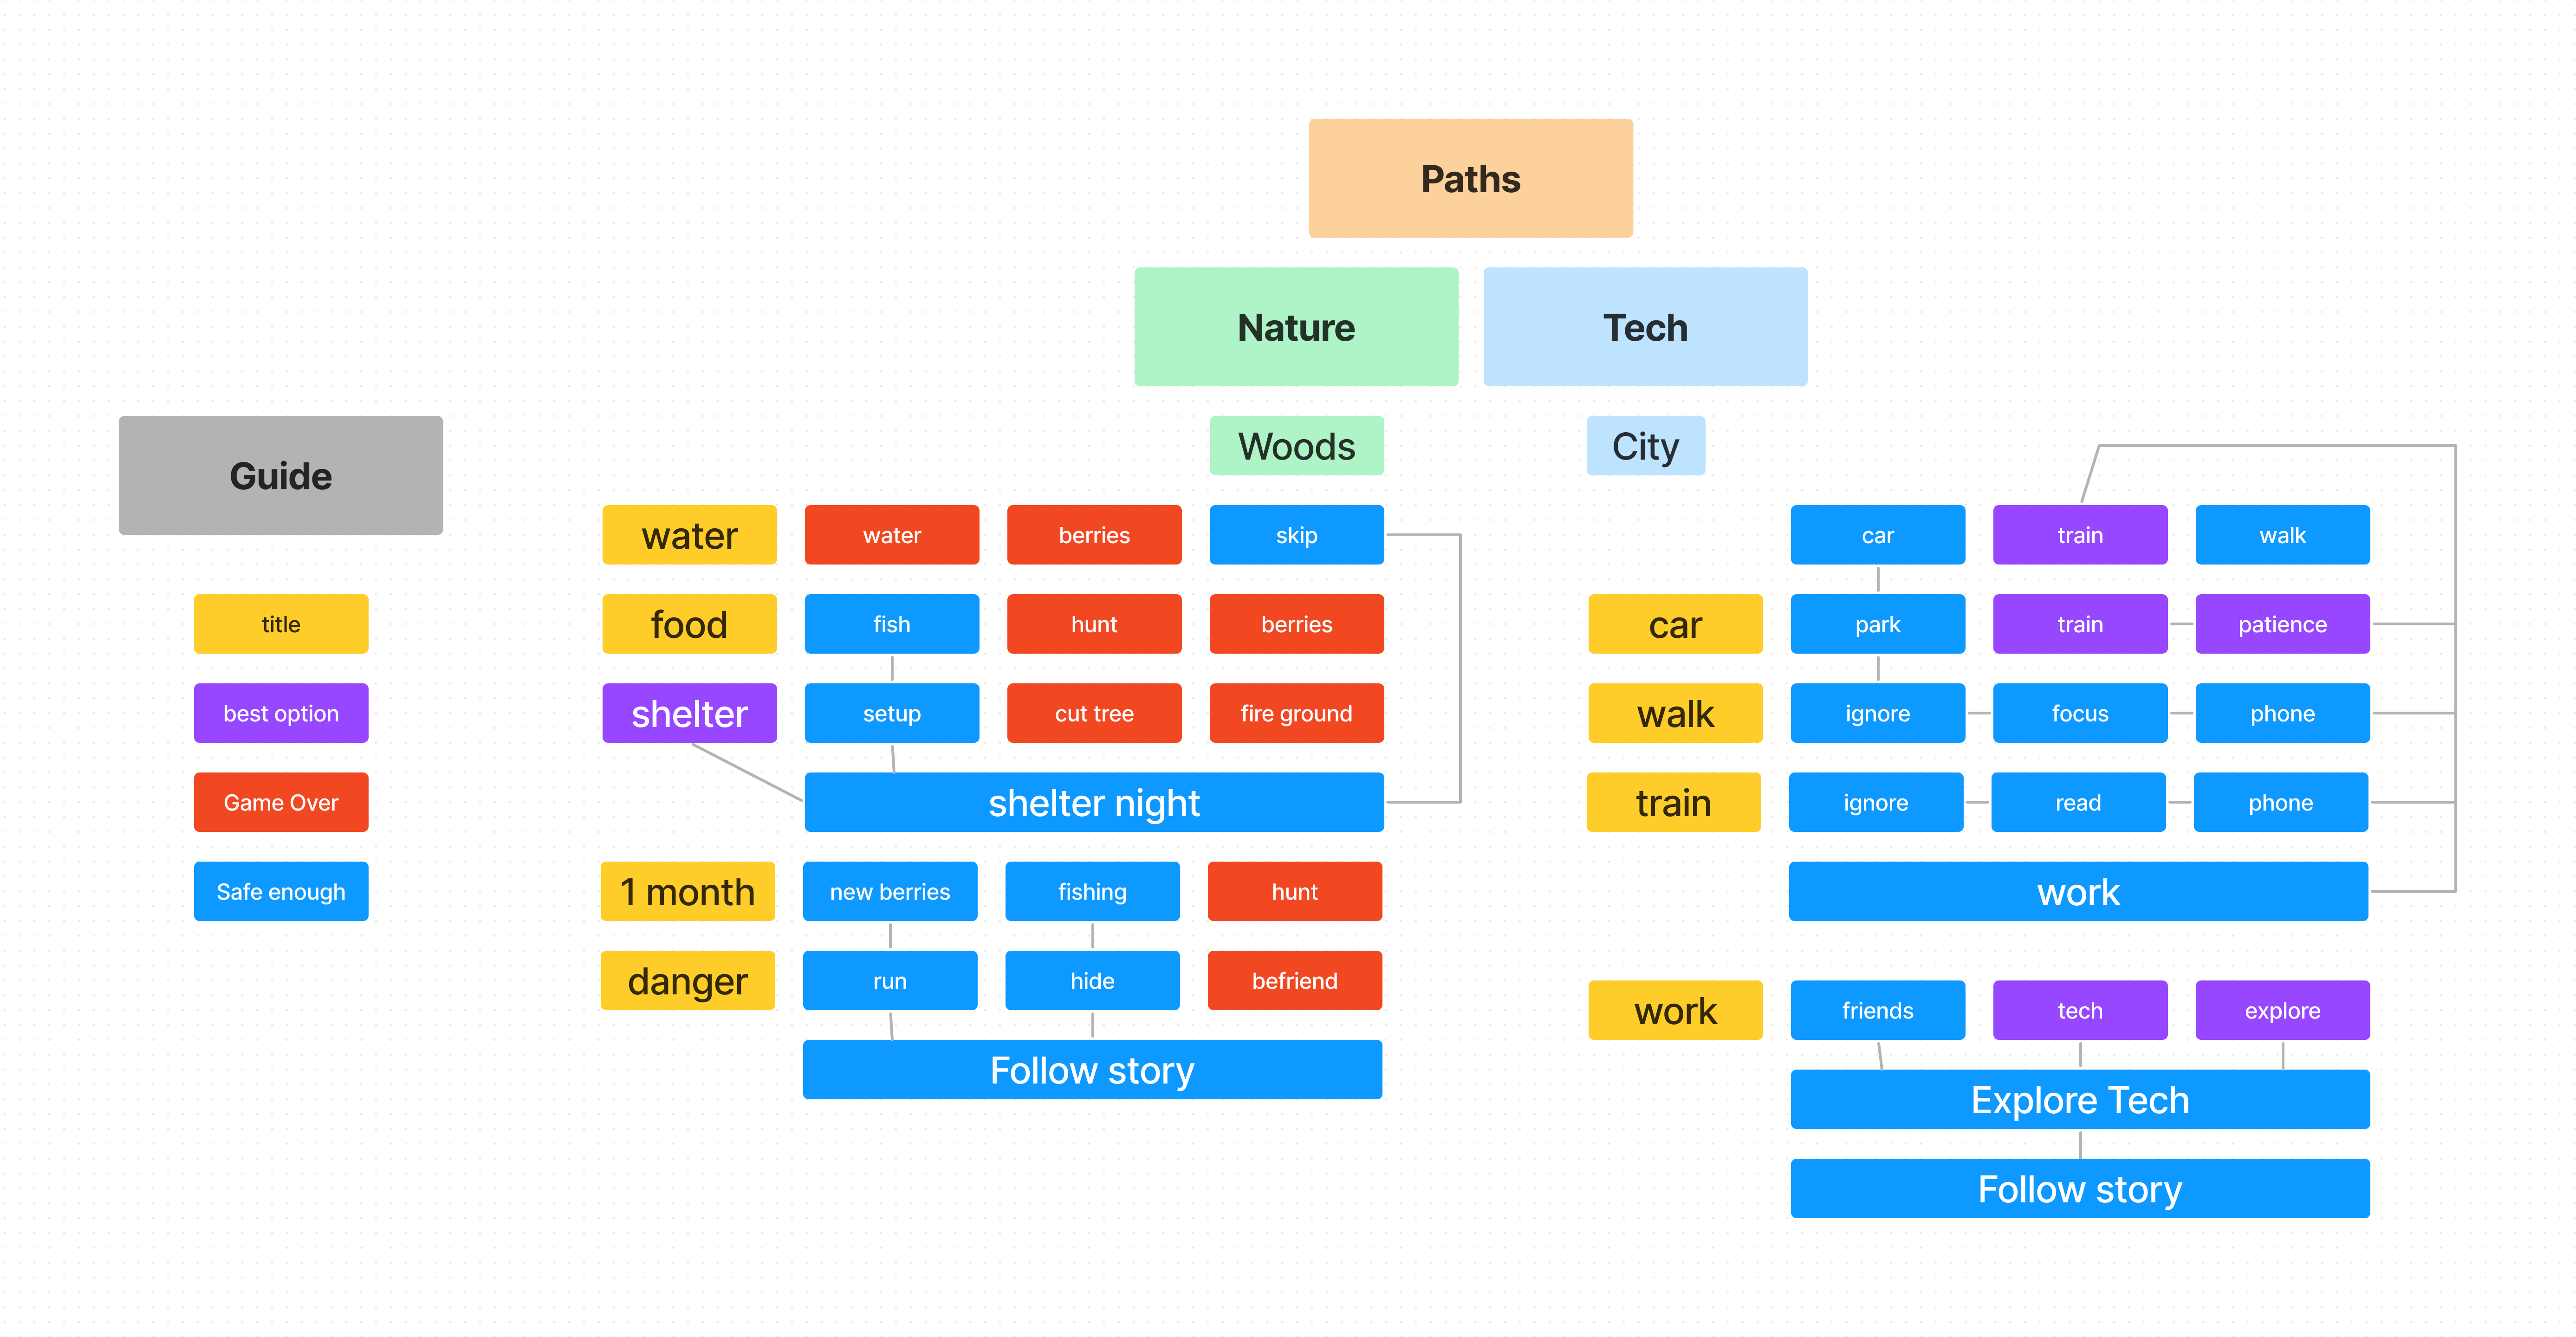 Paths
Nature
Tech
Guide
title
best option
Game Over
Safe enough
Woods
water
water
berries
skip
food
fish
hunt
berries
shelter
setup
cut tree
fire ground
shelter night
1 month
new berries
fishing
hunt
danger
run
hide
befriend
Follow story
City
car
train
walk
car
park
train
patience
walk
ignore
focus
phone
train
ignore
read
phone
work
work
friends
tech
explore
Explore Tech
Follow story